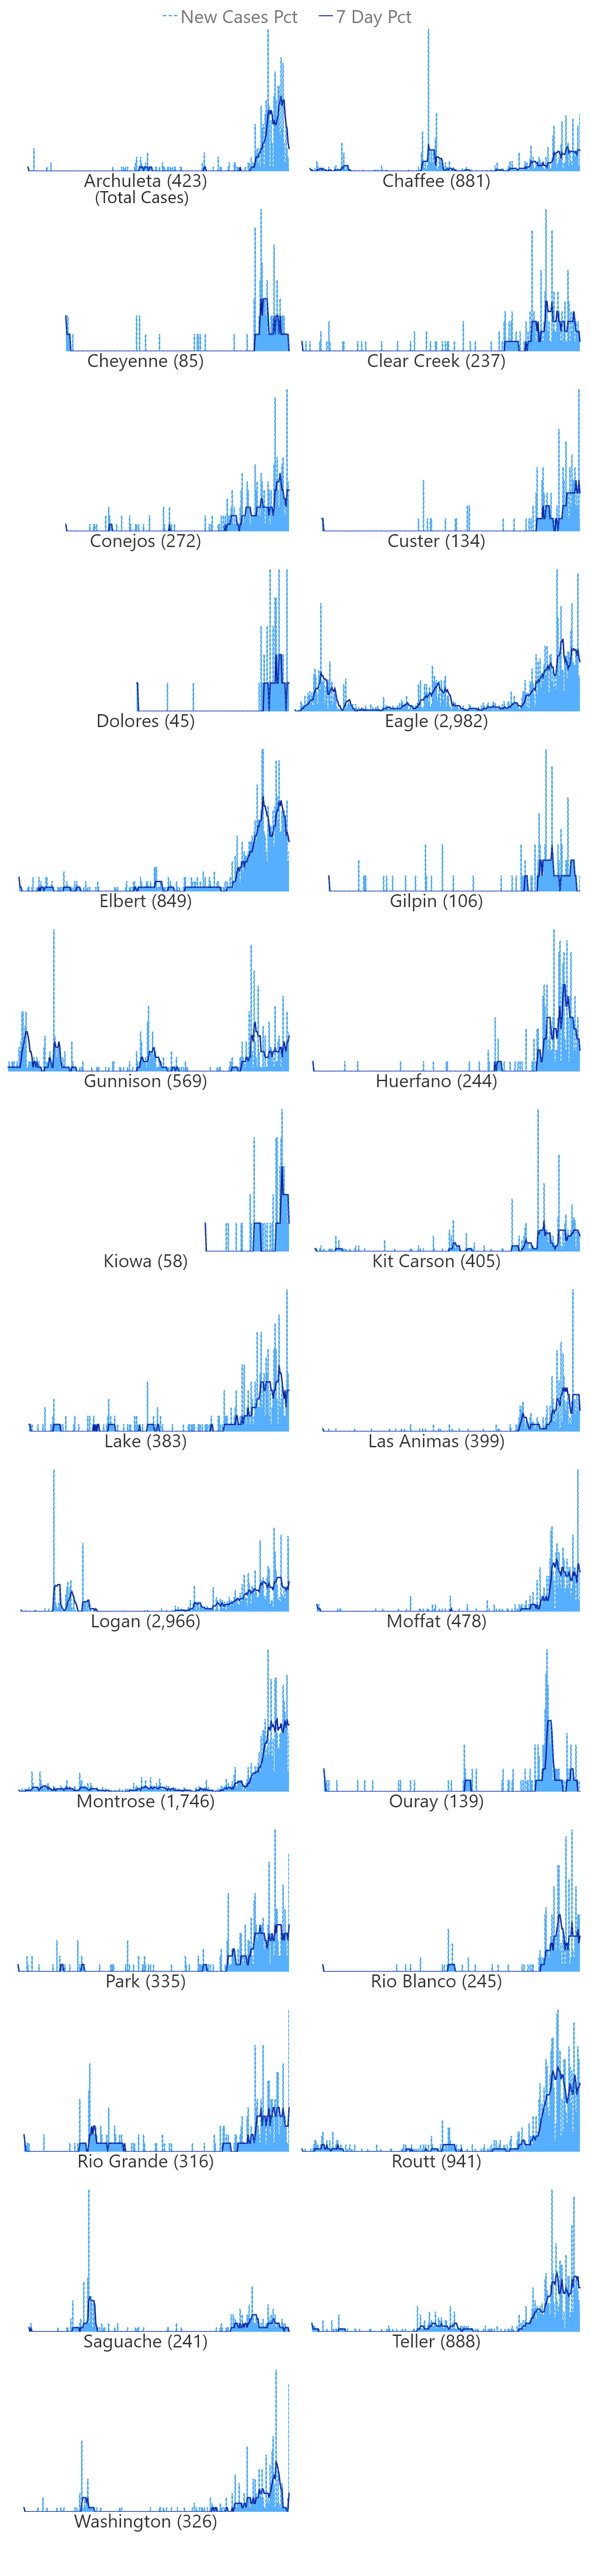 New Cases Pct 7 Day Pct
Archuleta (423) Chaffee (881)
(Total Cases)
Cheyenne (85) Clear Creek (237)
Conejos (272) Custer (134)
Dolores (45) Eagle (2,982)
Elbert (849) Gilpin (106)
Gunnison (569) Huerfano (244)
Kiowa (58) Kit Carson (405)
Lake (383) Las Animas (399)
Logan (2,966) Moffat (478)
Montrose (1,746) Ouray (139)
Park (335) Rio Blanco (245)
Rio Grande (316) Routt (941)
Saguache (241) Teller (888)
Washington (326)